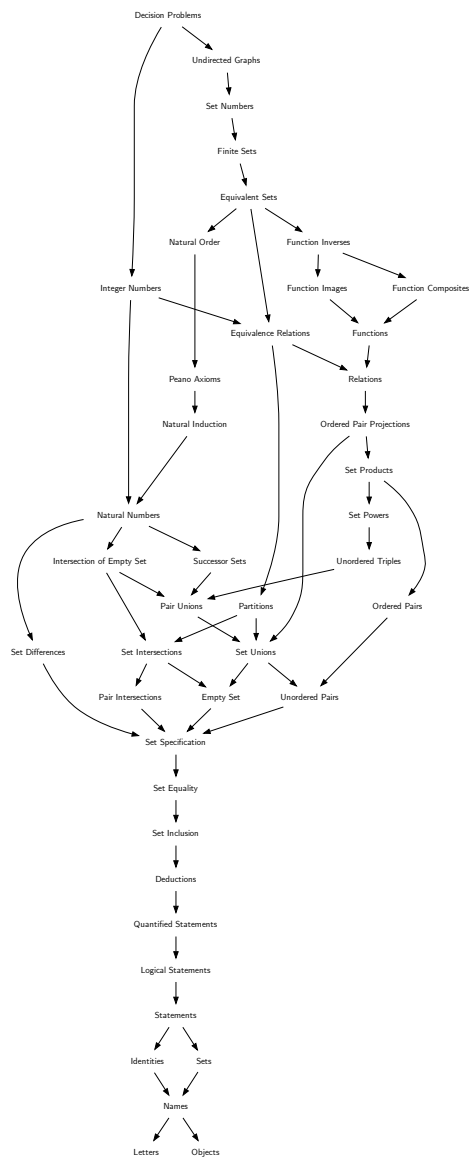 Decision Problems
Undirected Graphs
Set Numbers
Finite Sets
Equivalent Sets
Natural Order
Function Inverses
Integer Numbers
Function Images
Function Composites
Equivalence Relations
Functions
Peano Axioms
Relations
Natural Induction
Ordered Pair Projections
Set Products
Natural Numbers
Set Powers
Intersection of Empty Set
Successor Sets
Unordered Triples
Pair Unions
Partitions
Ordered Pairs
Set Differences
Set Intersections
Set Unions
Pair Intersections
Empty Set
Unordered Pairs
Set Specification
Set Equality
Set Inclusion
Deductions
Quantified Statements
Logical Statements
Statements
Identities
Sets
Names
Letters
Objects